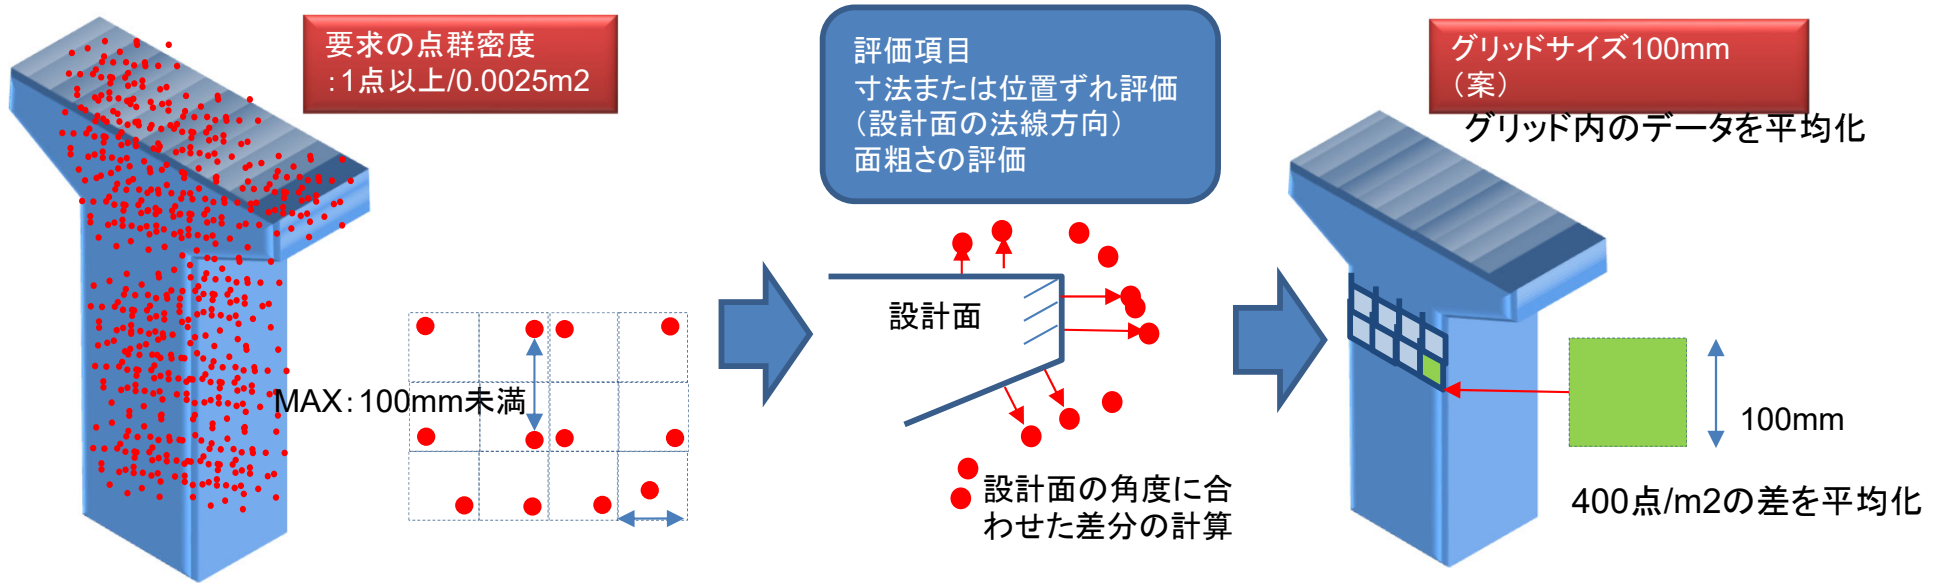 要求の点群密度
：1点以上/0.0025m2
MAX：100mm未満
評価項目
寸法または位置ずれ評価
（設計面の法線方向）
面粗さの評価
設計面
設計面の角度に合
わせた差分の計算
グリッドサイズ100mm
（案）
グリッド内のデータを平均化
100mm
400点/m2の差を平均化